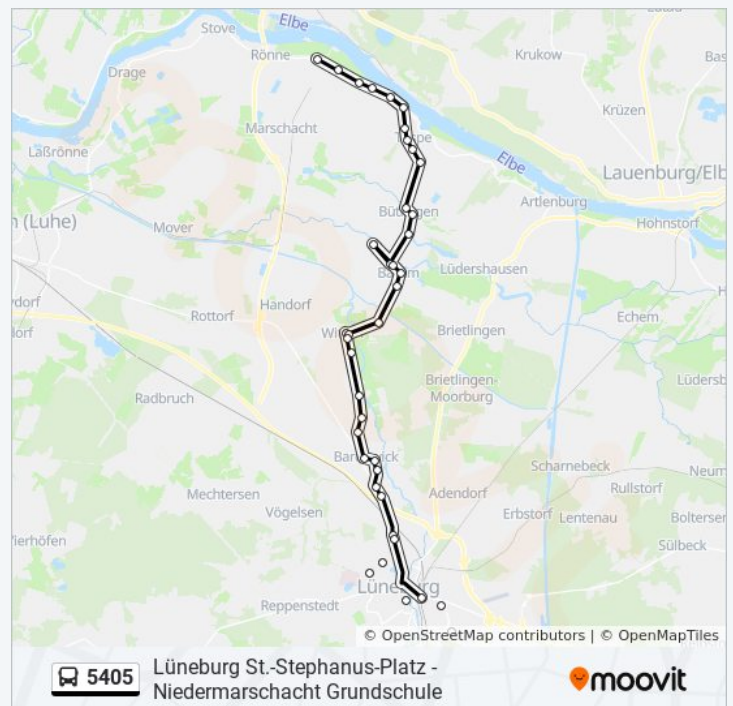 Elbe
Stove
Krukow
Rönne
Drage
Krüzen
Marschacht
Laßrönne
Elbe
Lauenburg/Elb
Artlenburg
(Luhe)
Hohnstorf
Mover
Lüdershausen
Handorf
Rottorf
Echem
Brietlingen
Brietlingen-
Moorburg
Radbruch
Scharnebeck
Rullstorf
Mechtersen
Adendorf
Vögelsen
Erbstorf
Lentenau
Sülbeck
Reppenstedt
© OpenStreetMap contributors | © OpenMapTiles
5405
Lüneburg St.-Stephanus-Platz -
Niedermarschacht Grundschule
moovit